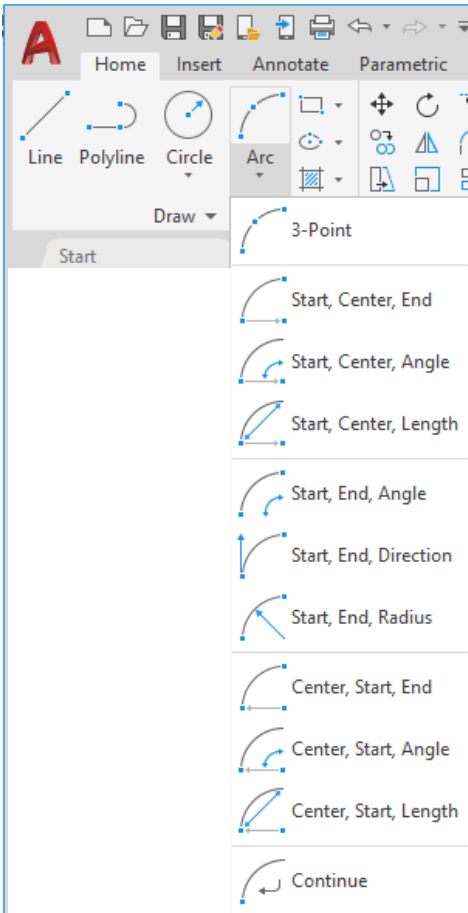 Home Insert Annotate Parametric
Line Polyline Circle Arc
Draw
Start
3-Point
Start, Center, End
Start, Center, Angle
Start, Center, Length
Start, End, Angle
Start, End, Direction
Start, End, Radius
Center, Start, End
Center, Start, Angle
Center, Start, Length
Continue